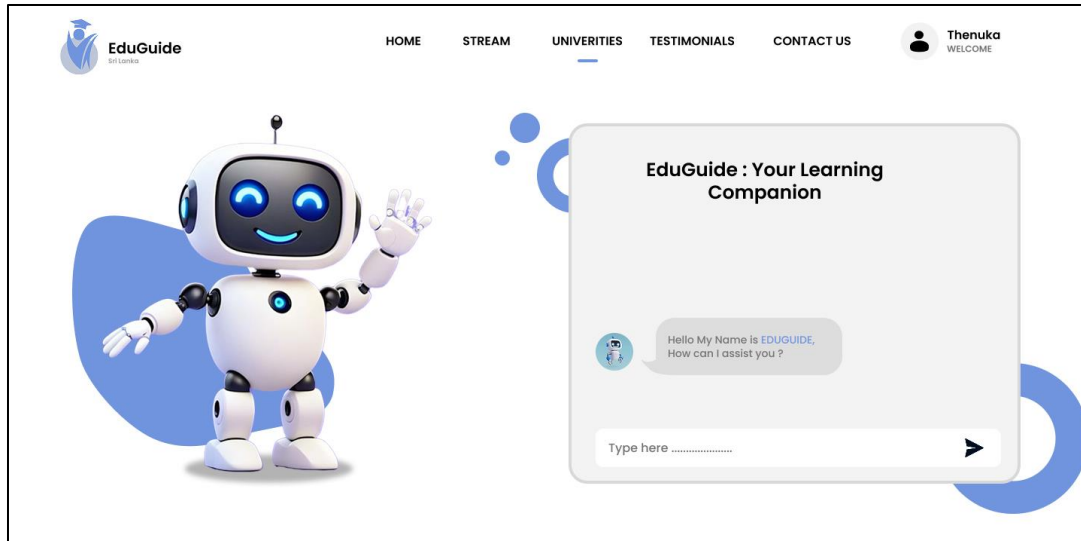 EduGuide
Sri Lanka
HOME
STREAM
UNIVERITIES
TESTIMONIALS
CONTACT US
Thenuka
WELCOME
EduGuide : Your Learning
Companion
Hello My Name is EDUGUIDE,
How can I assist you ?
Type here .....................